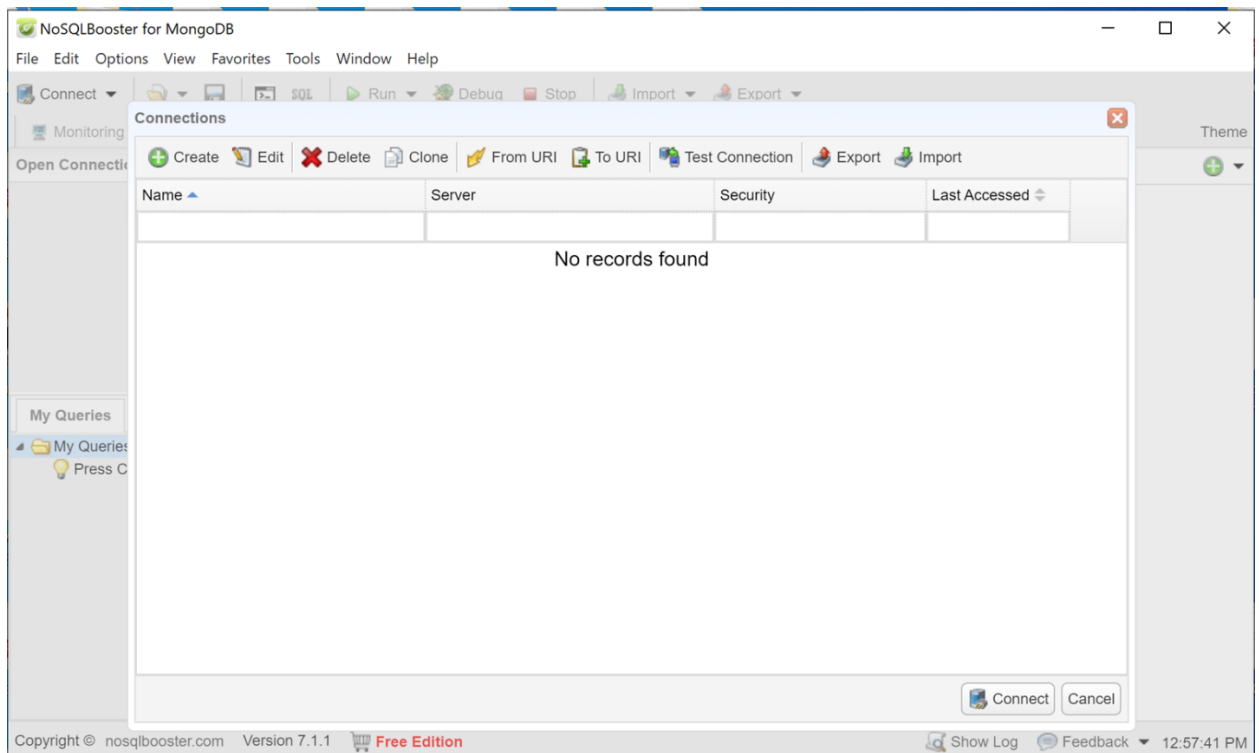 NoSQLBooster for MongoDB
File Edit Options View Favorites Tools Window Help
Connect SQL Run Debug Stop Import Export
Connections
Monitoring Theme
Create Edit Delete Clone From URI To URI Test Connection Export Import
Open
Name Server Security Last Accessed
No records found
My Queries
My Queries
Press
Connect Cancel
Copyright © nosqlbooster.com Version 7.1.1 Free Edition Show Log Feedback 12:57:41 PM